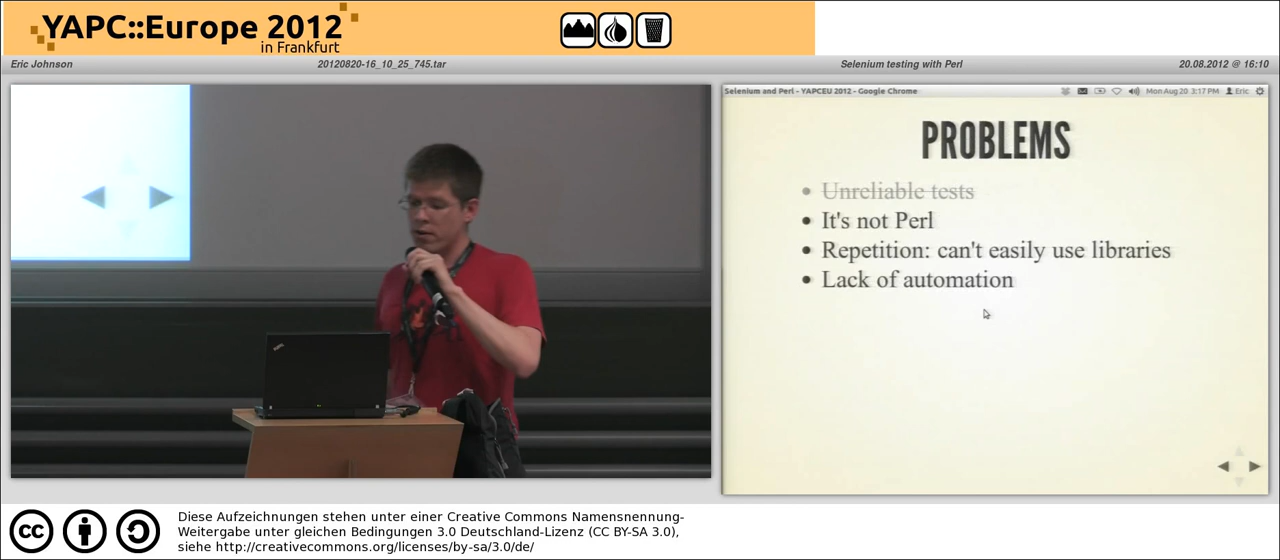 YAPC::Europe 2012
in Frankfurt
Eric Johnson
20120820-16_10_25_745.tar
Selenium testing with Perl
20.08.2012 @ 16:10
Selenium and Perl - YAPCEU 2012 - Google Chrome
Mon Aug 20 3:17 PM
Eric
PROBLEMS
Unreliable tests
It's not Perl
Repetition: can't easily use libraries
Lack of automation
cc
Diese Aufzeichnungen stehen unter einer Creative Commons Namensnennung-
Weitergabe unter gleichen Bedingungen 3.0 Deutschland-Lizenz (CC BY-SA 3.0),
siehe http://creativecommons.org/licenses/by-sa/3.0/de/